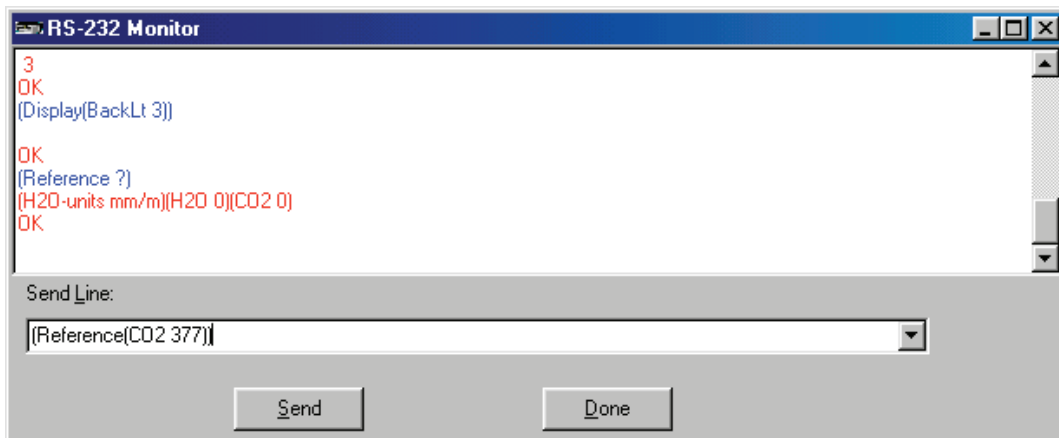 RS-232 Monitor
3
OK
(Display(BackLt 3))
OK
(Reference ?)
(H2O-units mm/m)(H2O 0)(CO2 0)
OK
Send Line:
(Reference(CO2 377))
Send
Done